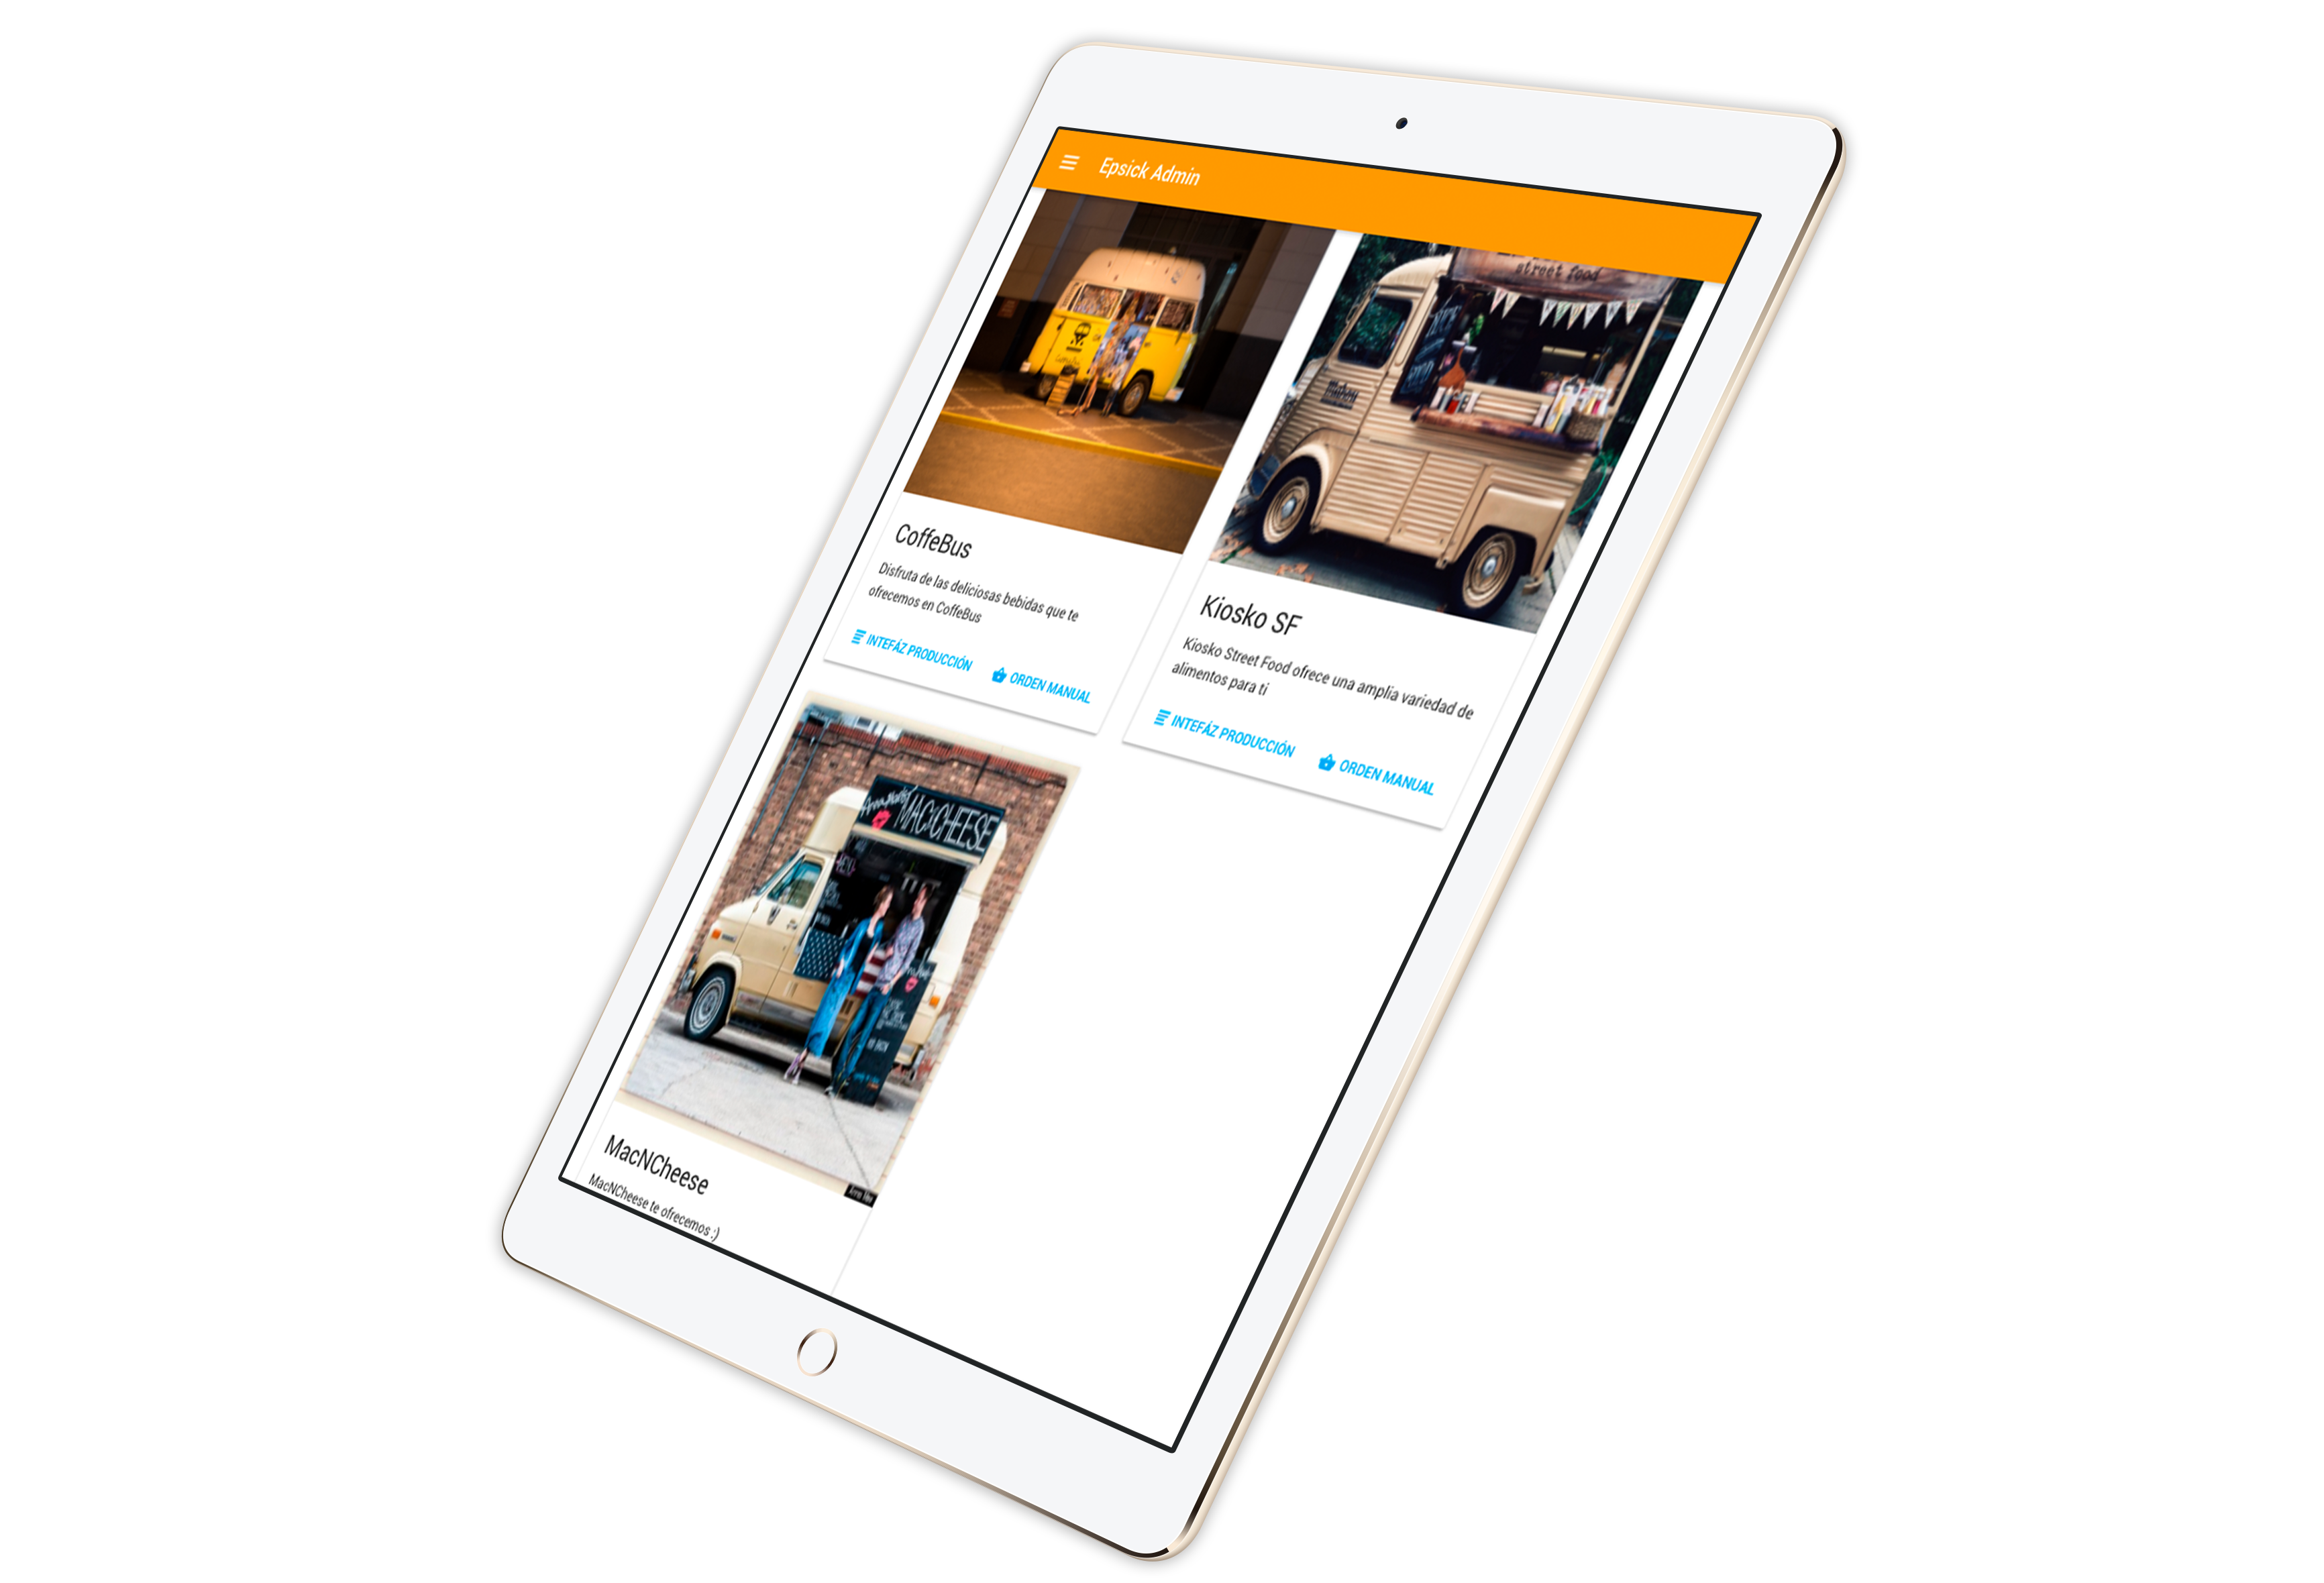 Epsick Admin
street food
CoffeBus
Disfruta de las deliciosas bebidas que te
ofrecemos en CoffeBus
INTEFÁZ PRODUCCIÓN
ORDEN MANUAL
Kiosko SF
Kiosko Street Food ofrece una amplia variedad de
alimentos para ti
INTEFÁZ PRODUCCIÓN
ORDEN MANUAL
MAC&CHEESE
MacNCheese
MacNCheese te ofrecemos :)